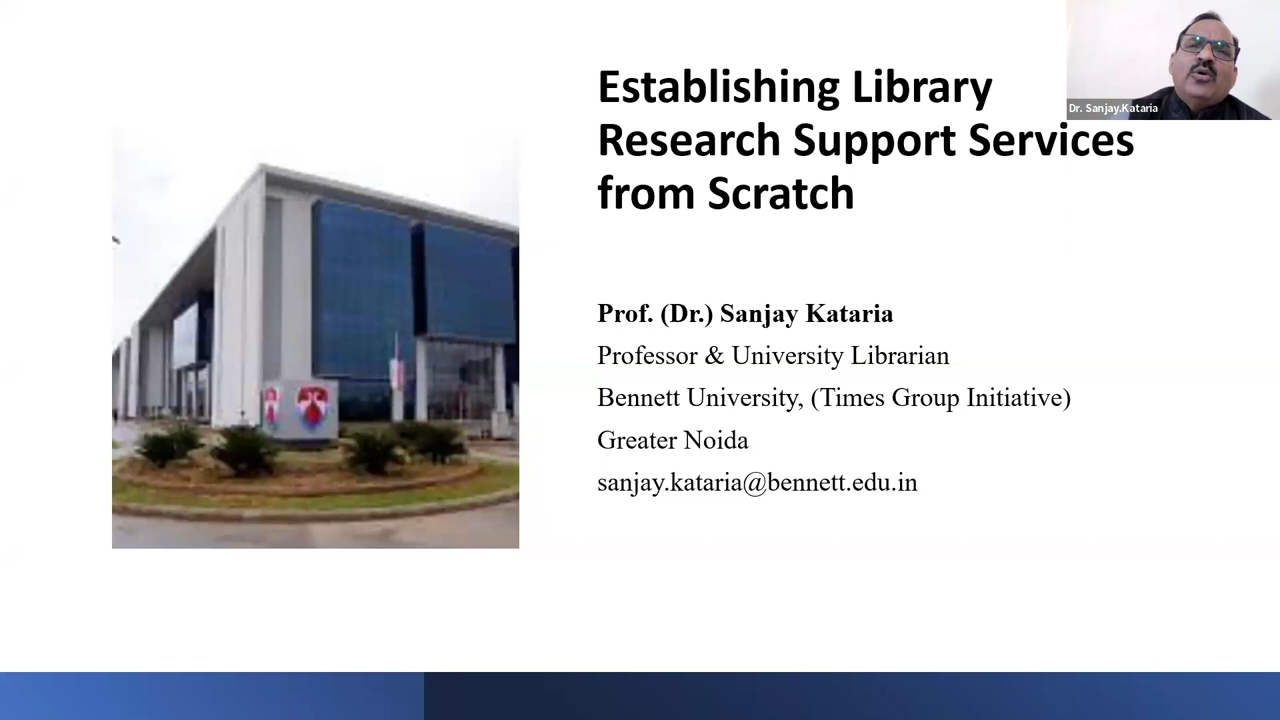 Establishing Library
Research Support Services
from Scratch
Dr. Sanjay.Kataria
Prof. (Dr.) Sanjay Kataria
Professor & University Librarian
Bennett University, (Times Group Initiative)
Greater Noida
sanjay.kataria@bennett.edu.in